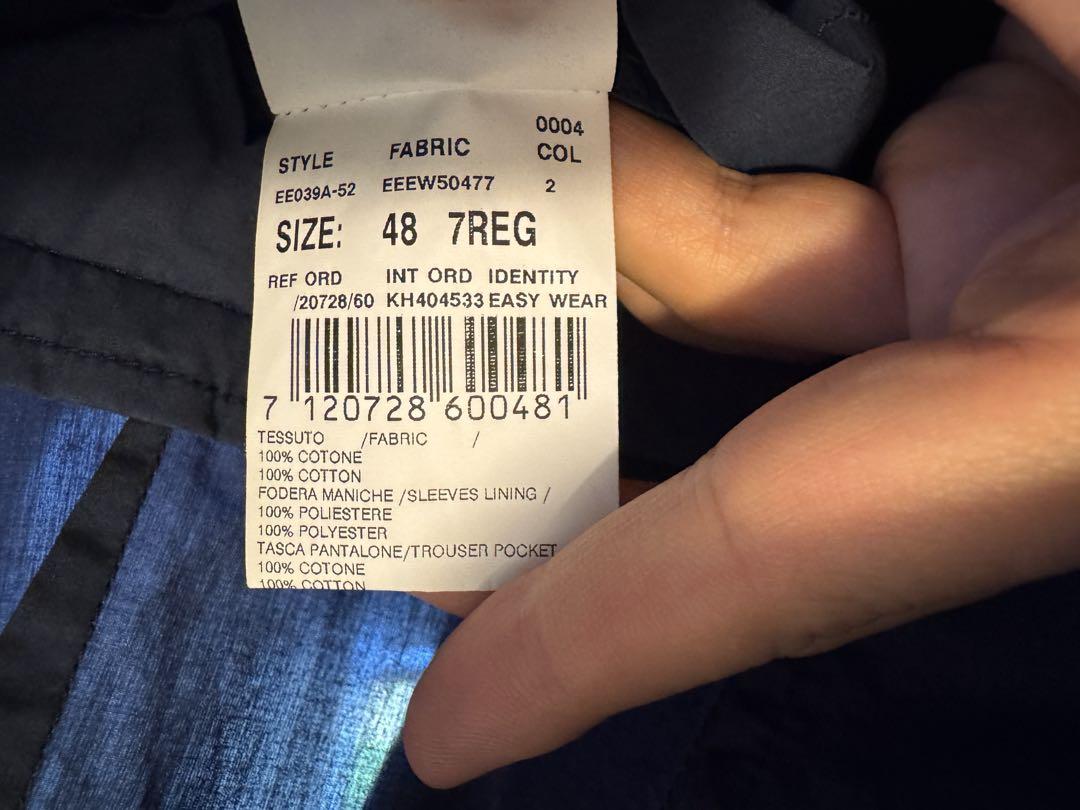 0004
STYLE FABRIC COL
EE039A-52 EEEW50477 2
SIZE: 48 7REG
REF ORD INT ORD IDENTITY
/20728/60 KH404533 EASY WEAR
7 120728 600481
TESSUTO /FABRIC /
100% COTONE
100% COTTON
FODERA MANICHE /SLEEVES LINING /
100% POLIESTERE
100% POLYESTER
TASCA PANTALONE/TROUSER POCKET
100% COTONE
100% COTTON